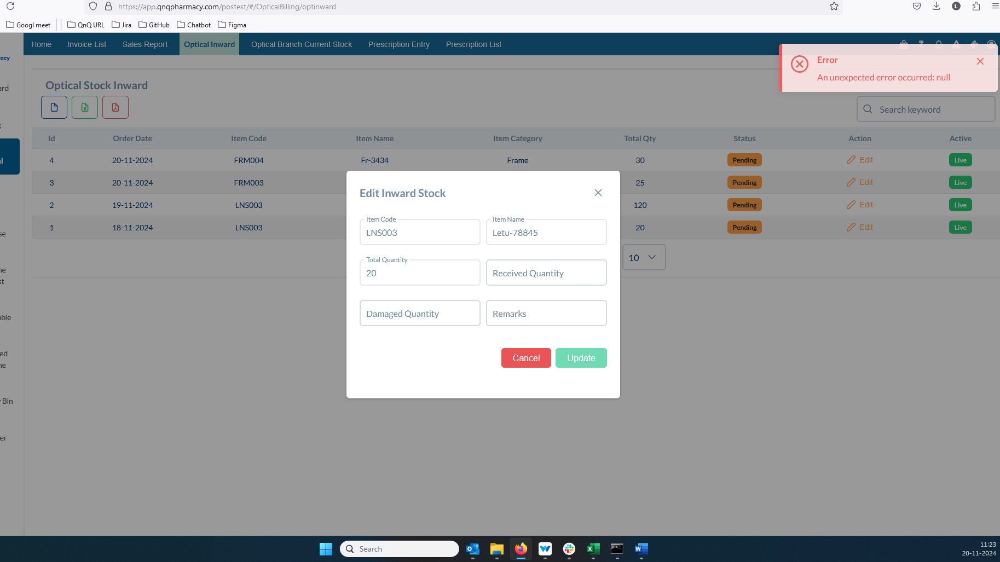 https://app.qnqpharmacy.com/postest/#/OpticalBilling/optinward
L
Googl meet
QnQ URL
Jira
GitHub
Chatbot
Figma
Home
Invoice List
Sales Report
Optical Inward
Optical Branch Current Stock
Prescription Entry
Prescription List
Error
An unexpected error occurred: null
Optical Stock Inward
Search keyword
Id Order Date Item Code Item Name Item Category Total Qty Status Action Active
4 20-11-2024 FRM004 Fr-3434 Frame 30 Pending Edit Live
3 20-11-2024 FRM003 25 Pending Edit Live
2 19-11-2024 LNS003 120 Pending Edit Live
1 18-11-2024 LNS003 20 Pending Edit Live
10
Edit Inward Stock
Item Code
LNS003
Item Name
Letu-78845
Total Quantity
20
Received Quantity
Damaged Quantity
Remarks
Cancel
Update
acy
ard
se
ne
st
ble
ed
ne
Bin
er
Search
11:23
20-11-2024